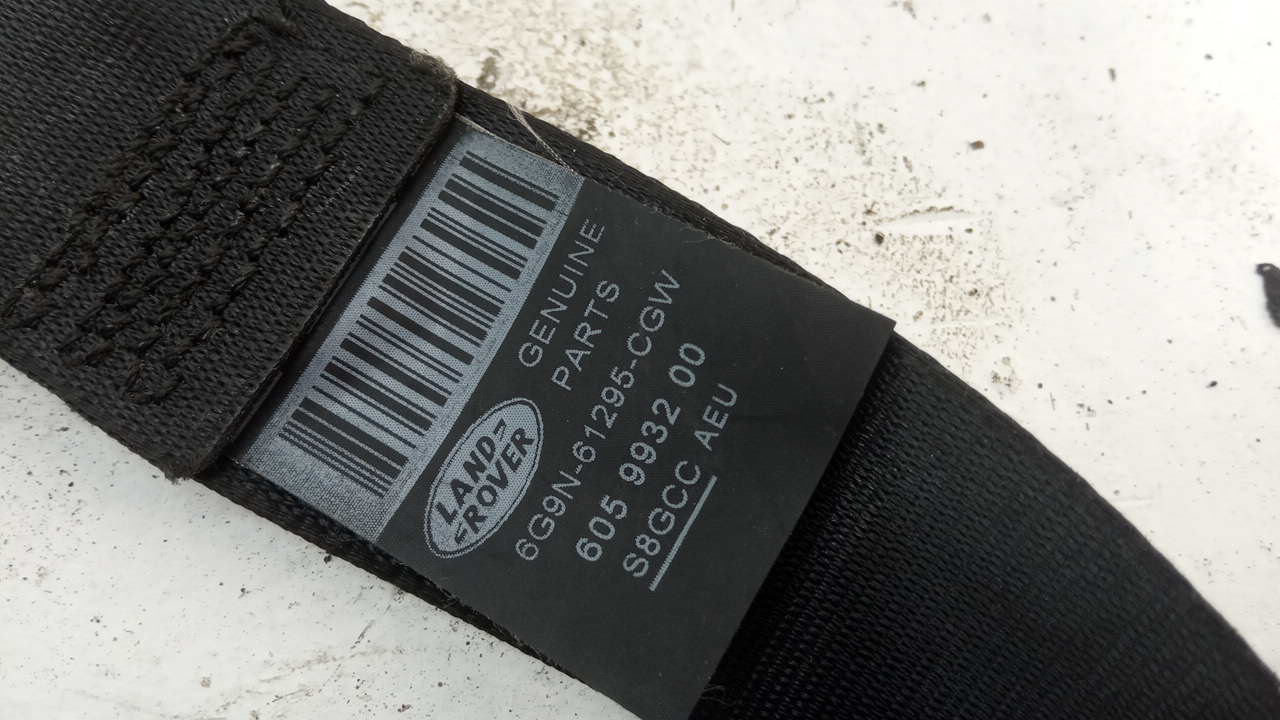 GENUINE
PARTS
LAND-
-ROVER
6G9N-61295-CGW
605 9932 00
S8GCC AEU